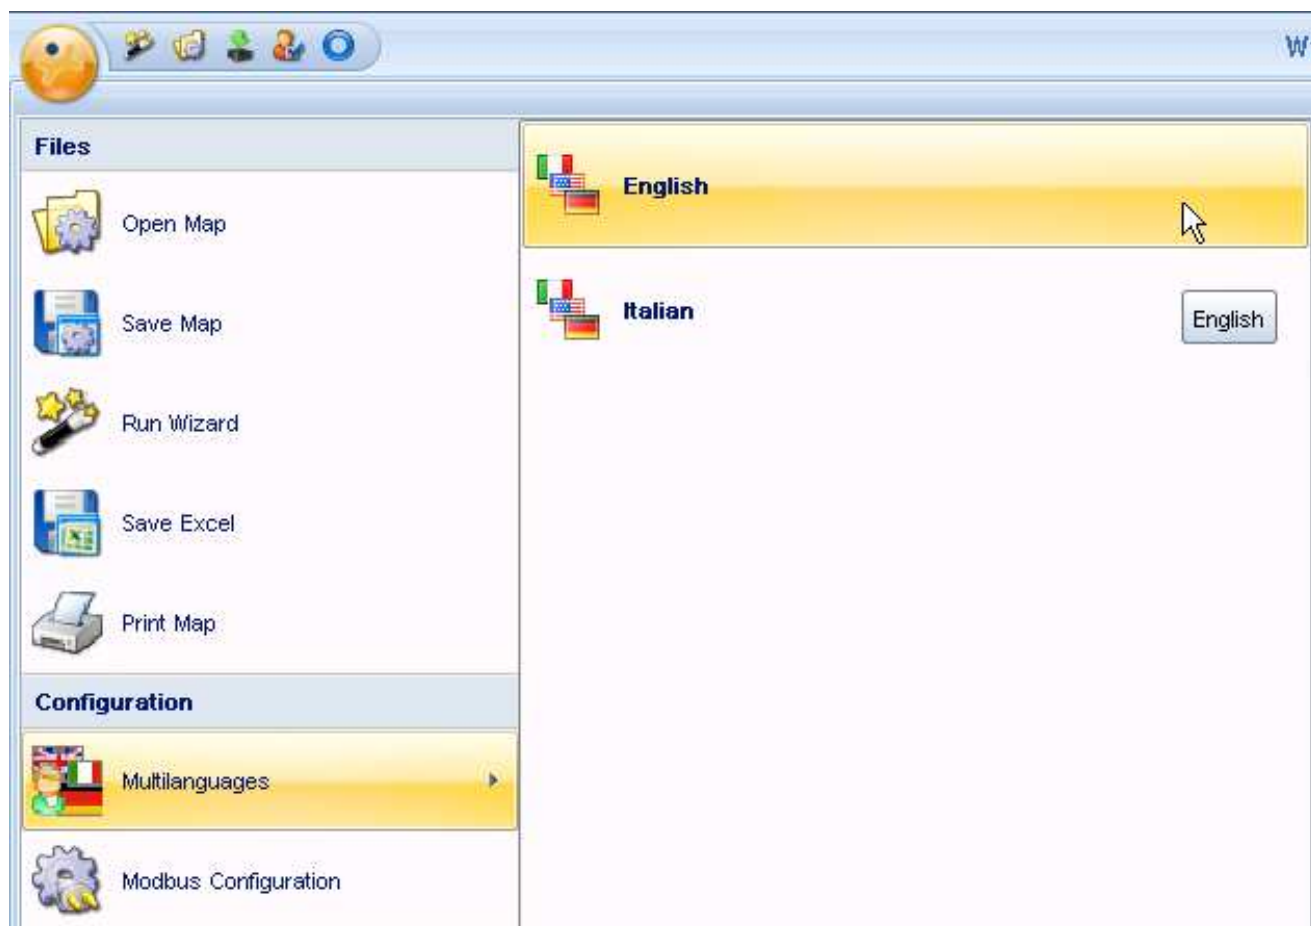 W
Files
Open Map
Save Map
Run Wizard
Save Excel
Print Map
Configuration
Multilanguages
Modbus Configuration
English
Italian
English